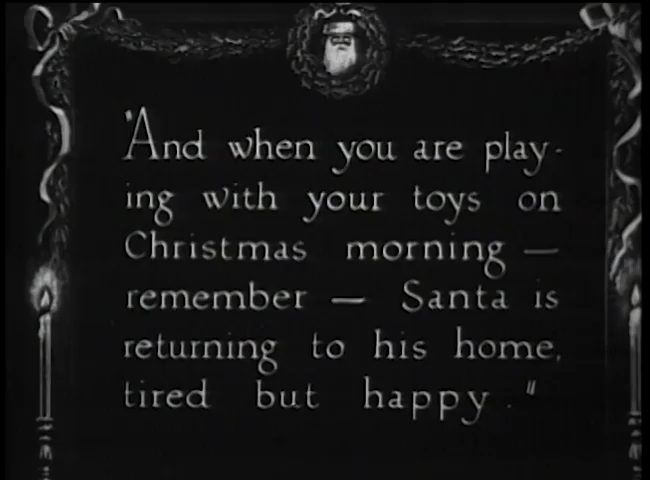 "And when you are play-
ing with your toys on
Christmas morning —
remember — Santa is
returning to his home,
tired but happy."